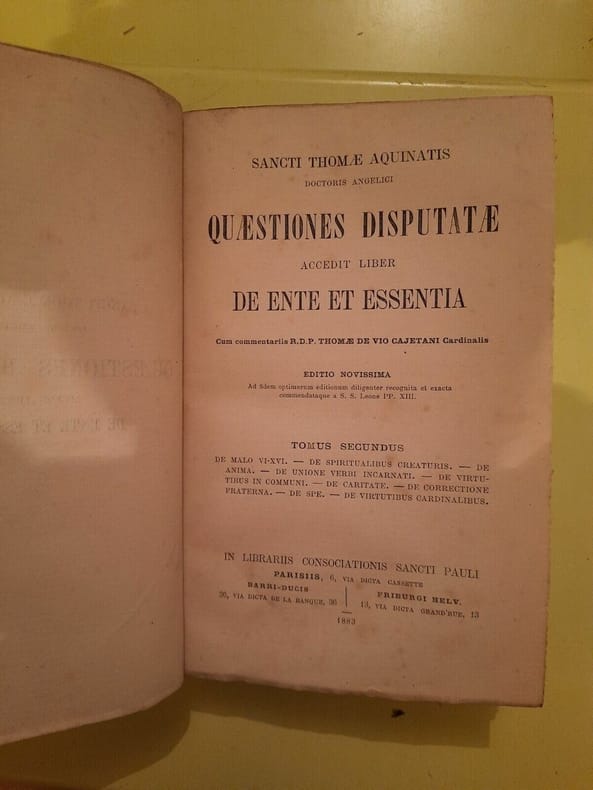 SANCTI THOMÆ AQUINATIS
DOCTORIS ANGELICI
QUÆSTIONES DISPUTATÆ
ACCEDIT LIBER
DE ENTE ET ESSENTIA
Cum commentariis R.D.P. THOMÆ DE VIO CAJETANI Cardinalis
EDITIO NOVISSIMA
Ad fidem optimarum editionum diligenter recognita et exacta
commendataque a S. S. Leone PP. XIII.
TOMUS SECUNDUS
DE MALO VI-XVI. — DE SPIRITUALIBUS CREATURIS. — DE
ANIMA. — DE UNIONE VERBI INCARNATI. — DE VIRTU-
TIBUS IN COMMUNI. — DE CARITATE. — DE CORRECTIONE
FRATERNA. — DE SPE. — DE VIRTUTIBUS CARDINALIBUS.
IN LIBRARIIS CONSOCIATIONIS SANCTI PAULI
PARISIIS, 6, VIA DICTA CASSETTE
BARRI-DUCIS
36, VIA DICTA DE LA BANQUE, 36
FRIBURGI HELV.
13, VIA DICTA GRAND'RUE, 13
1883